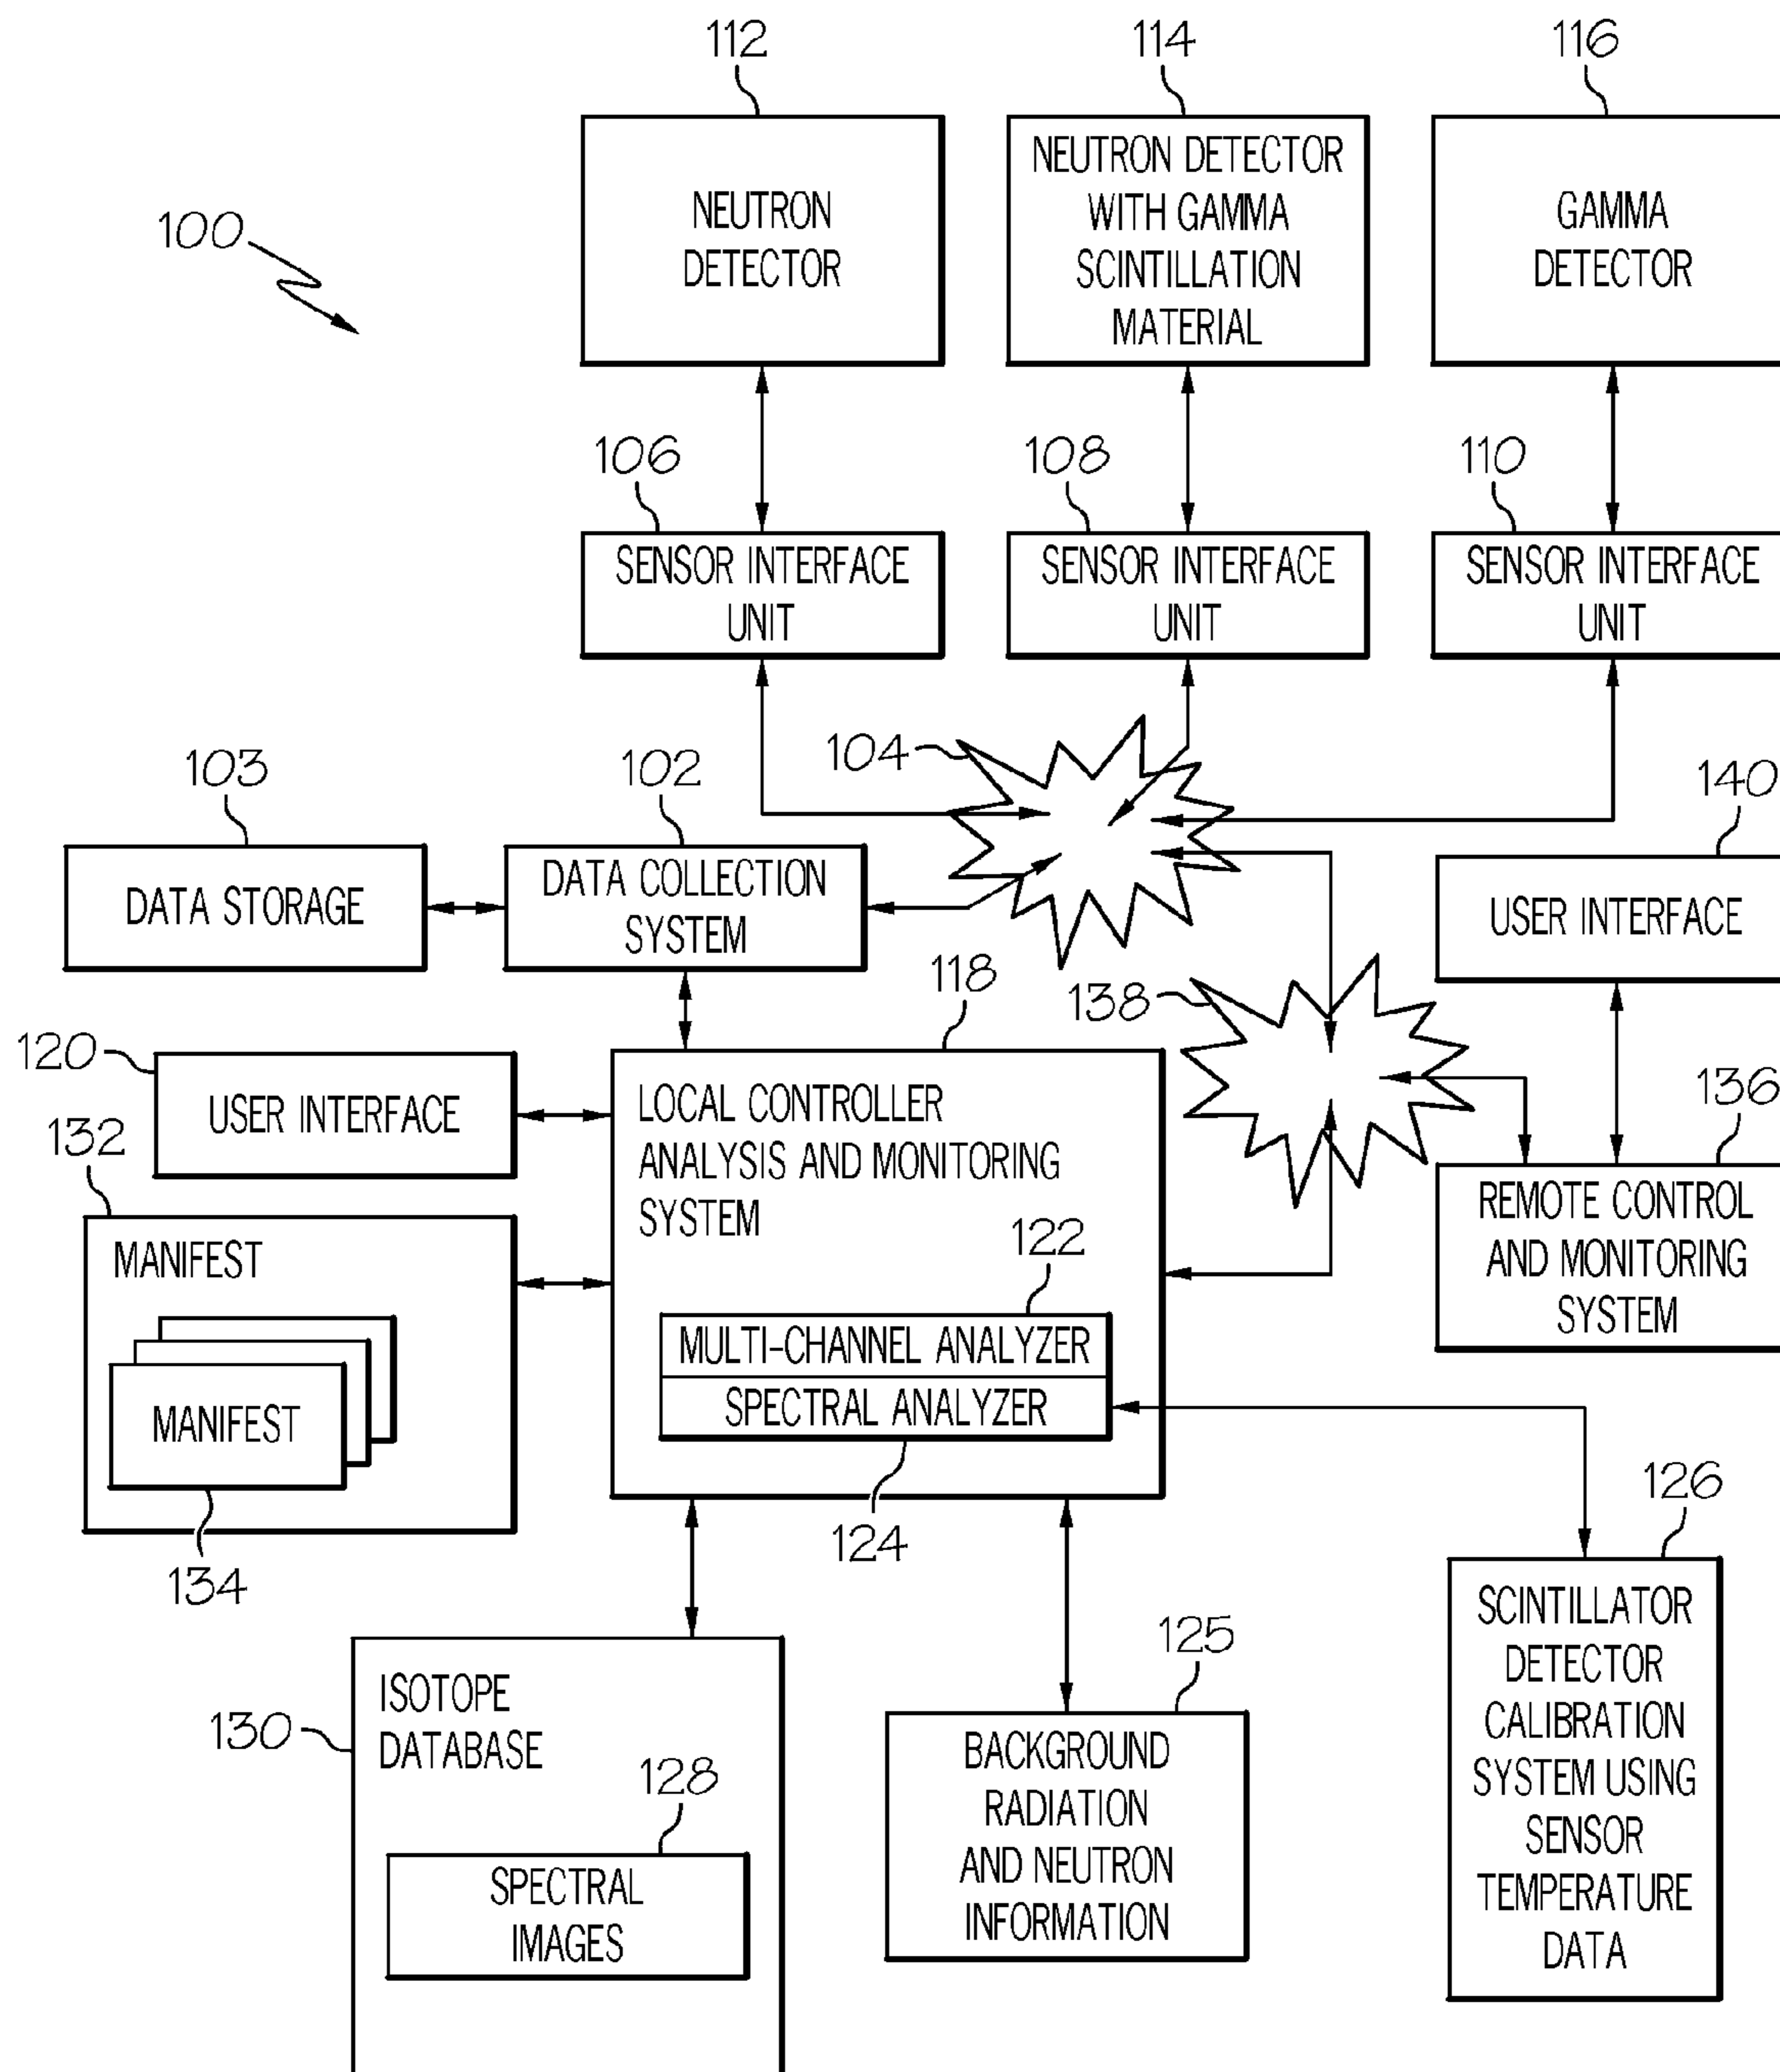 112
114
116
NEUTRON
DETECTOR
NEUTRON DETECTOR
WITH GAMMA
SCINTILLATION
MATERIAL
GAMMA
DETECTOR
100
106
108
110
SENSOR INTERFACE
UNIT
SENSOR INTERFACE
UNIT
SENSOR INTERFACE
UNIT
103
102
104
140
DATA STORAGE
DATA COLLECTION
SYSTEM
USER INTERFACE
118
138
120
USER INTERFACE
LOCAL CONTROLLER
ANALYSIS AND MONITORING
SYSTEM
136
REMOTE CONTROL
AND MONITORING
SYSTEM
132
MANIFEST
MANIFEST
134
122
MULTI-CHANNEL ANALYZER
SPECTRAL ANALYZER
124
126
SCINTILLATOR
DETECTOR
CALIBRATION
SYSTEM USING
SENSOR
TEMPERATURE
DATA
125
BACKGROUND
RADIATION
AND NEUTRON
INFORMATION
130
ISOTOPE
DATABASE
128
SPECTRAL
IMAGES